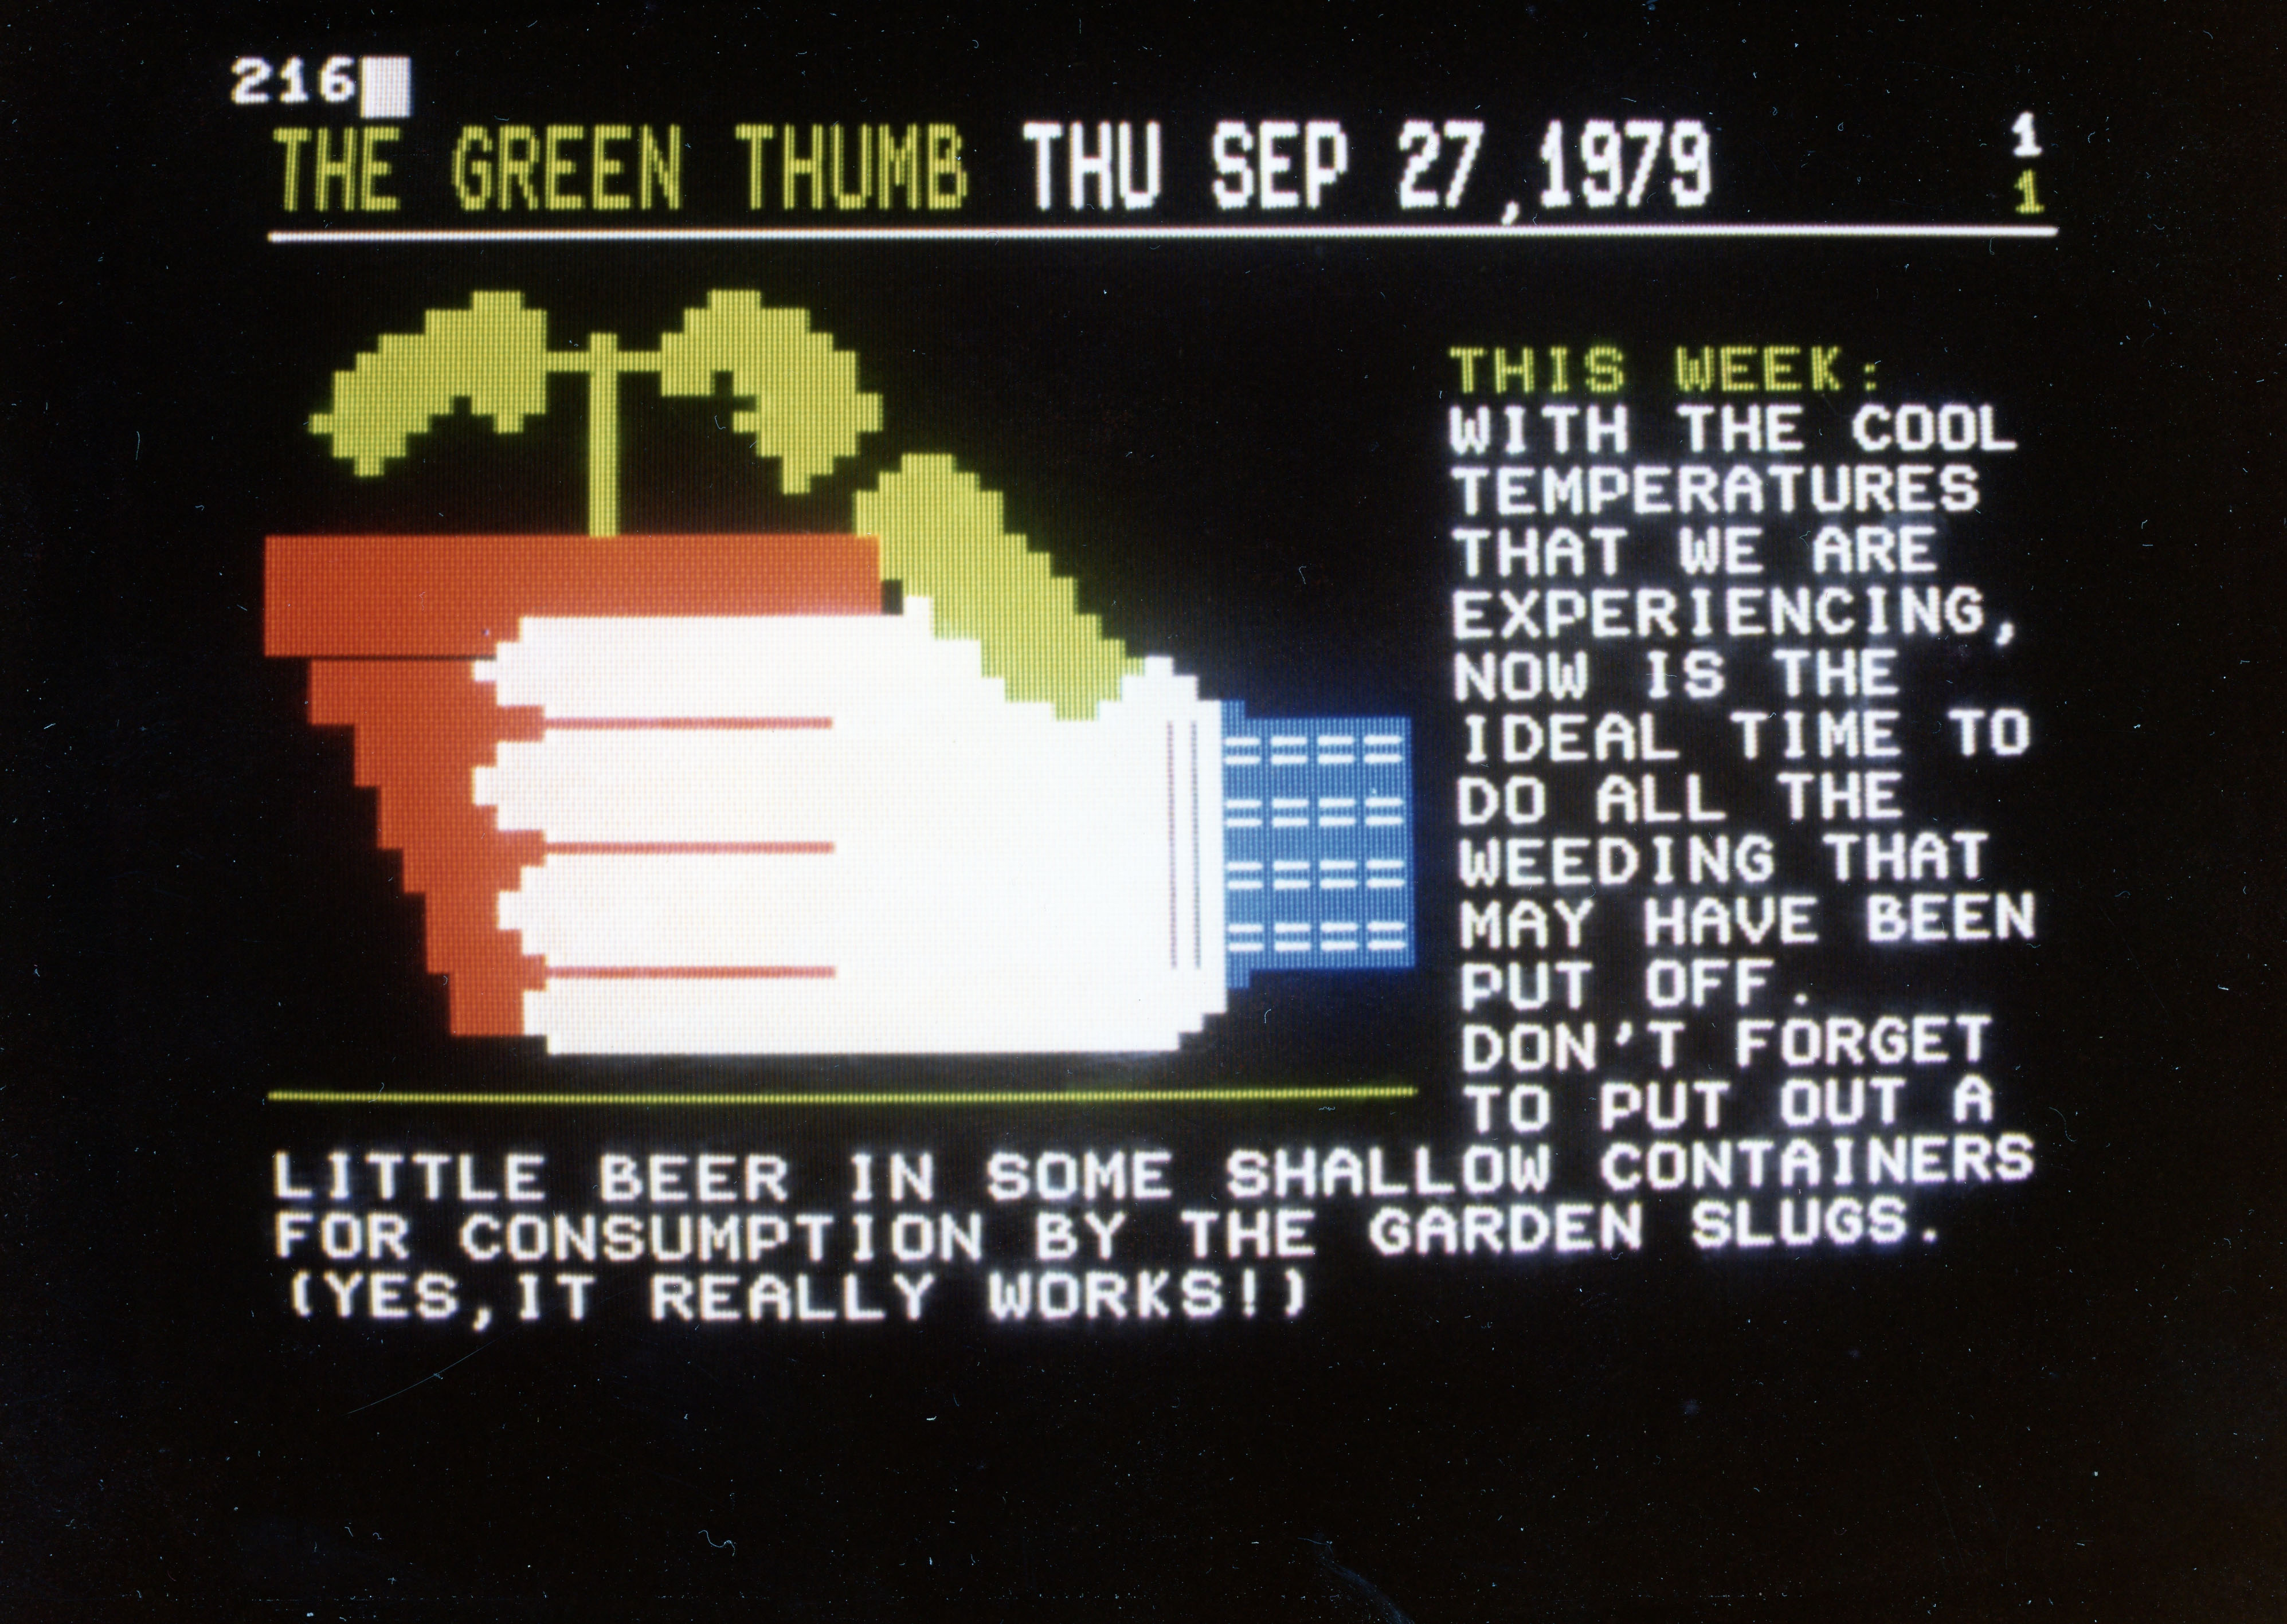 216
THE GREEN THUMB THU SEP 27,1979 1
1
THIS WEEK:
WITH THE COOL
TEMPERATURES
THAT WE ARE
EXPERIENCING,
NOW IS THE
IDEAL TIME TO
DO ALL THE
WEEDING THAT
MAY HAVE BEEN
PUT OFF.
DON'T FORGET
TO PUT OUT A
LITTLE BEER IN SOME SHALLOW CONTAINERS
FOR CONSUMPTION BY THE GARDEN SLUGS.
(YES,IT REALLY WORKS!)